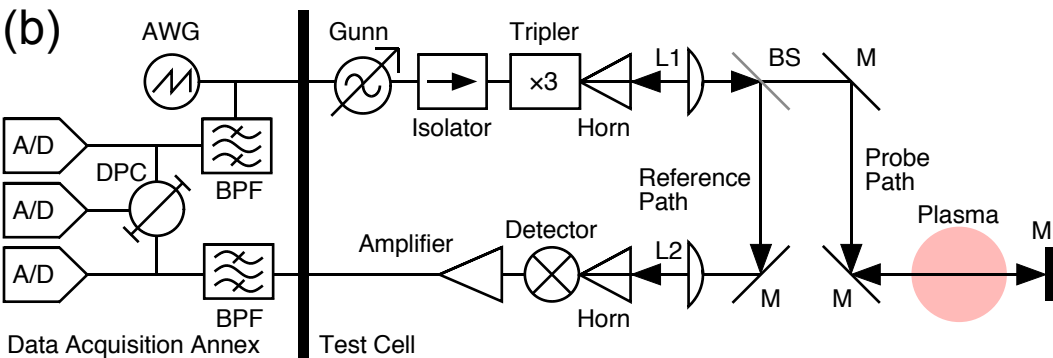 (b)
AWG
Gunn
Tripler
L1
BS
M
×3
Isolator
Horn
A/D
BPF
DPC
A/D
Reference
Path
Probe
Path
Plasma
M
A/D
BPF
Amplifier
Detector
L2
Horn
M
M
Data Acquisition Annex
Test Cell